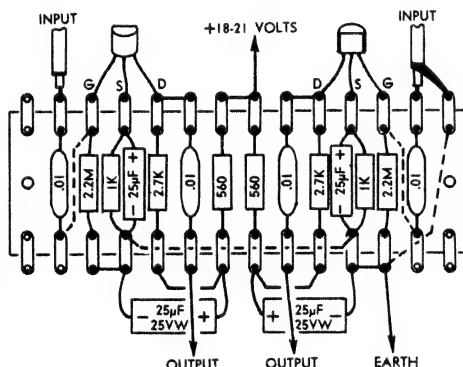 INPUT
+18-21 VOLTS
INPUT
G S D
D S G
.01
2.2M
1K
25µF
+
-
2.7K
.01
560
560
.01
2.7K
25µF
+
-
1K
2.2M
.01
- 25µF +
25VW
+ 25µF -
25VW
OUTPUT OUTPUT EARTH